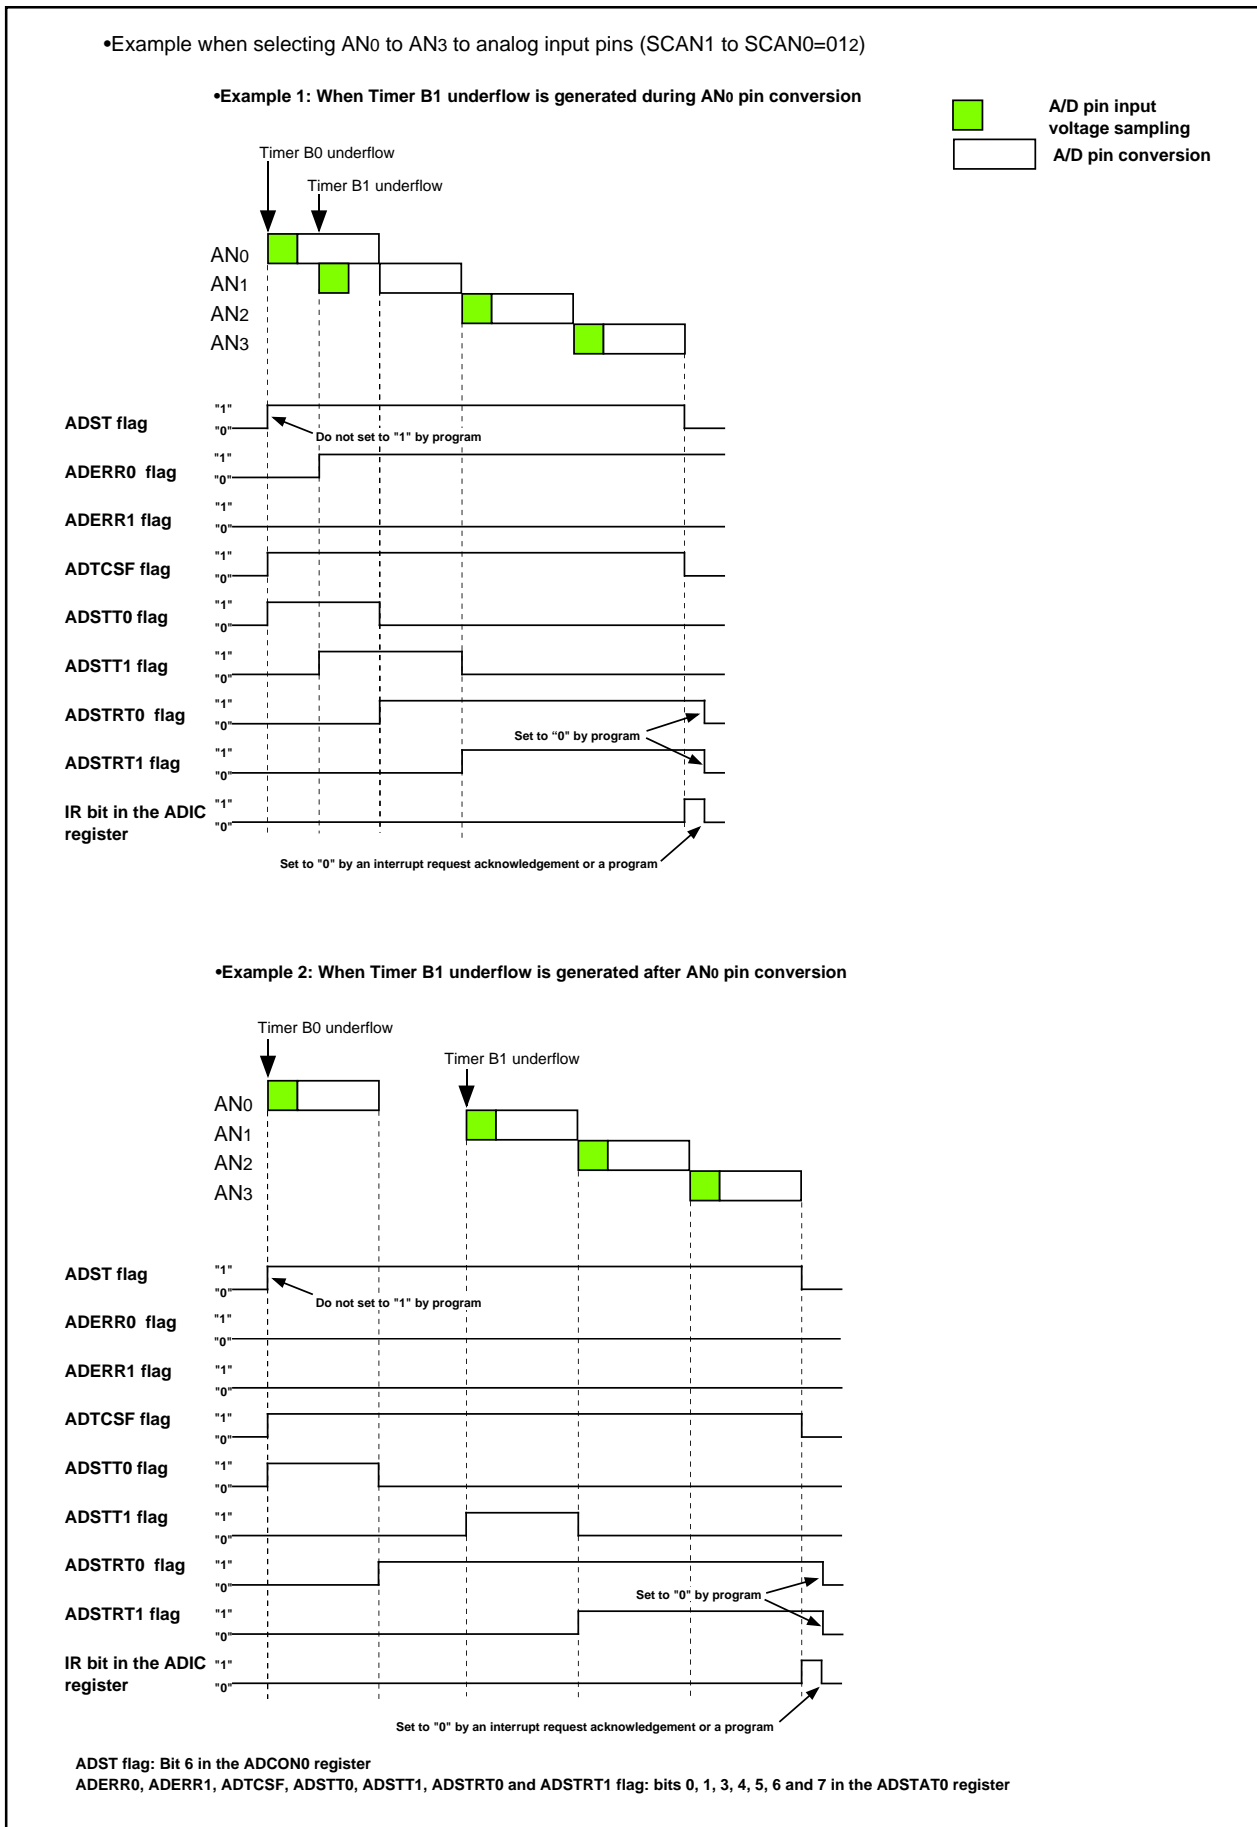 •Example when selecting AN0 to AN3 to analog input pins (SCAN1 to SCAN0=012)
•Example 1: When Timer B1 underflow is generated during AN0 pin conversion
A/D pin input
voltage sampling
A/D pin conversion
Timer B0 underflow
Timer B1 underflow
AN0
AN1
AN2
AN3
ADST flag
"1"
"0"
Do not set to "1" by program
ADERR0 flag
"1"
"0"
ADERR1 flag
"1"
"0"
ADTCSF flag
"1"
"0"
ADSTT0 flag
"1"
"0"
ADSTT1 flag
"1"
"0"
ADSTRT0 flag
"1"
"0"
Set to “0" by program
ADSTRT1 flag
"1"
"0"
IR bit in the ADIC
register
"1"
"0"
Set to "0" by an interrupt request acknowledgement or a program
•Example 2: When Timer B1 underflow is generated after AN0 pin conversion
Timer B0 underflow
Timer B1 underflow
AN0
AN1
AN2
AN3
ADST flag
"1"
"0"
Do not set to "1" by program
ADERR0 flag
"1"
"0"
ADERR1 flag
"1"
"0"
ADTCSF flag
"1"
"0"
ADSTT0 flag
"1"
"0"
ADSTT1 flag
"1"
"0"
ADSTRT0 flag
"1"
"0"
Set to "0" by program
ADSTRT1 flag
"1"
"0"
IR bit in the ADIC
register
"1"
"0"
Set to "0" by an interrupt request acknowledgement or a program
ADST flag: Bit 6 in the ADCON0 register
ADERR0, ADERR1, ADTCSF, ADSTT0, ADSTT1, ADSTRT0 and ADSTRT1 flag: bits 0, 1, 3, 4, 5, 6 and 7 in the ADSTAT0 register